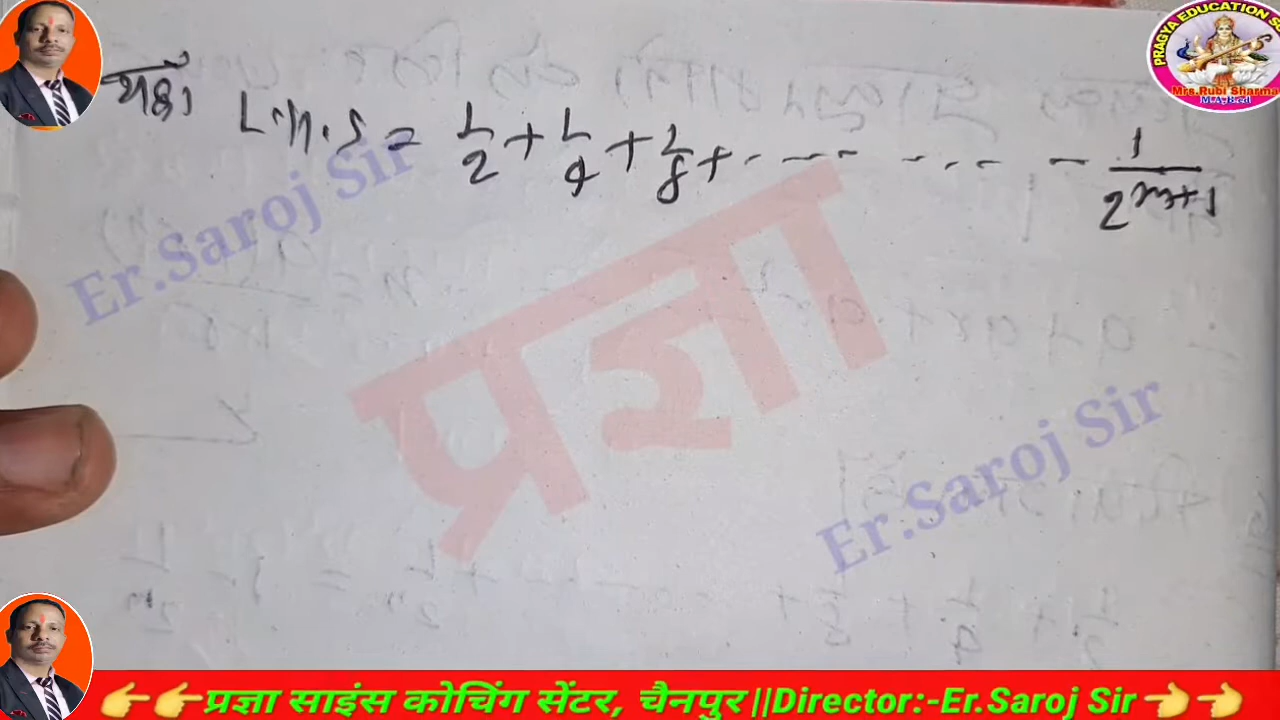 PRAGYA EDUCATION
Mrs.Rubi Sharma
M.A,B.ed
यहाँ L.H.S = 1/2 + 1/4 + 1/8 + ---- --- - 1/2^(m+1)
Er.Saroj Sir
प्रज्ञा
Er.Saroj Sir
👉👉प्रज्ञा साइंस कोचिंग सेंटर, चैनपुर||Director:-Er.Saroj Sir👈👈